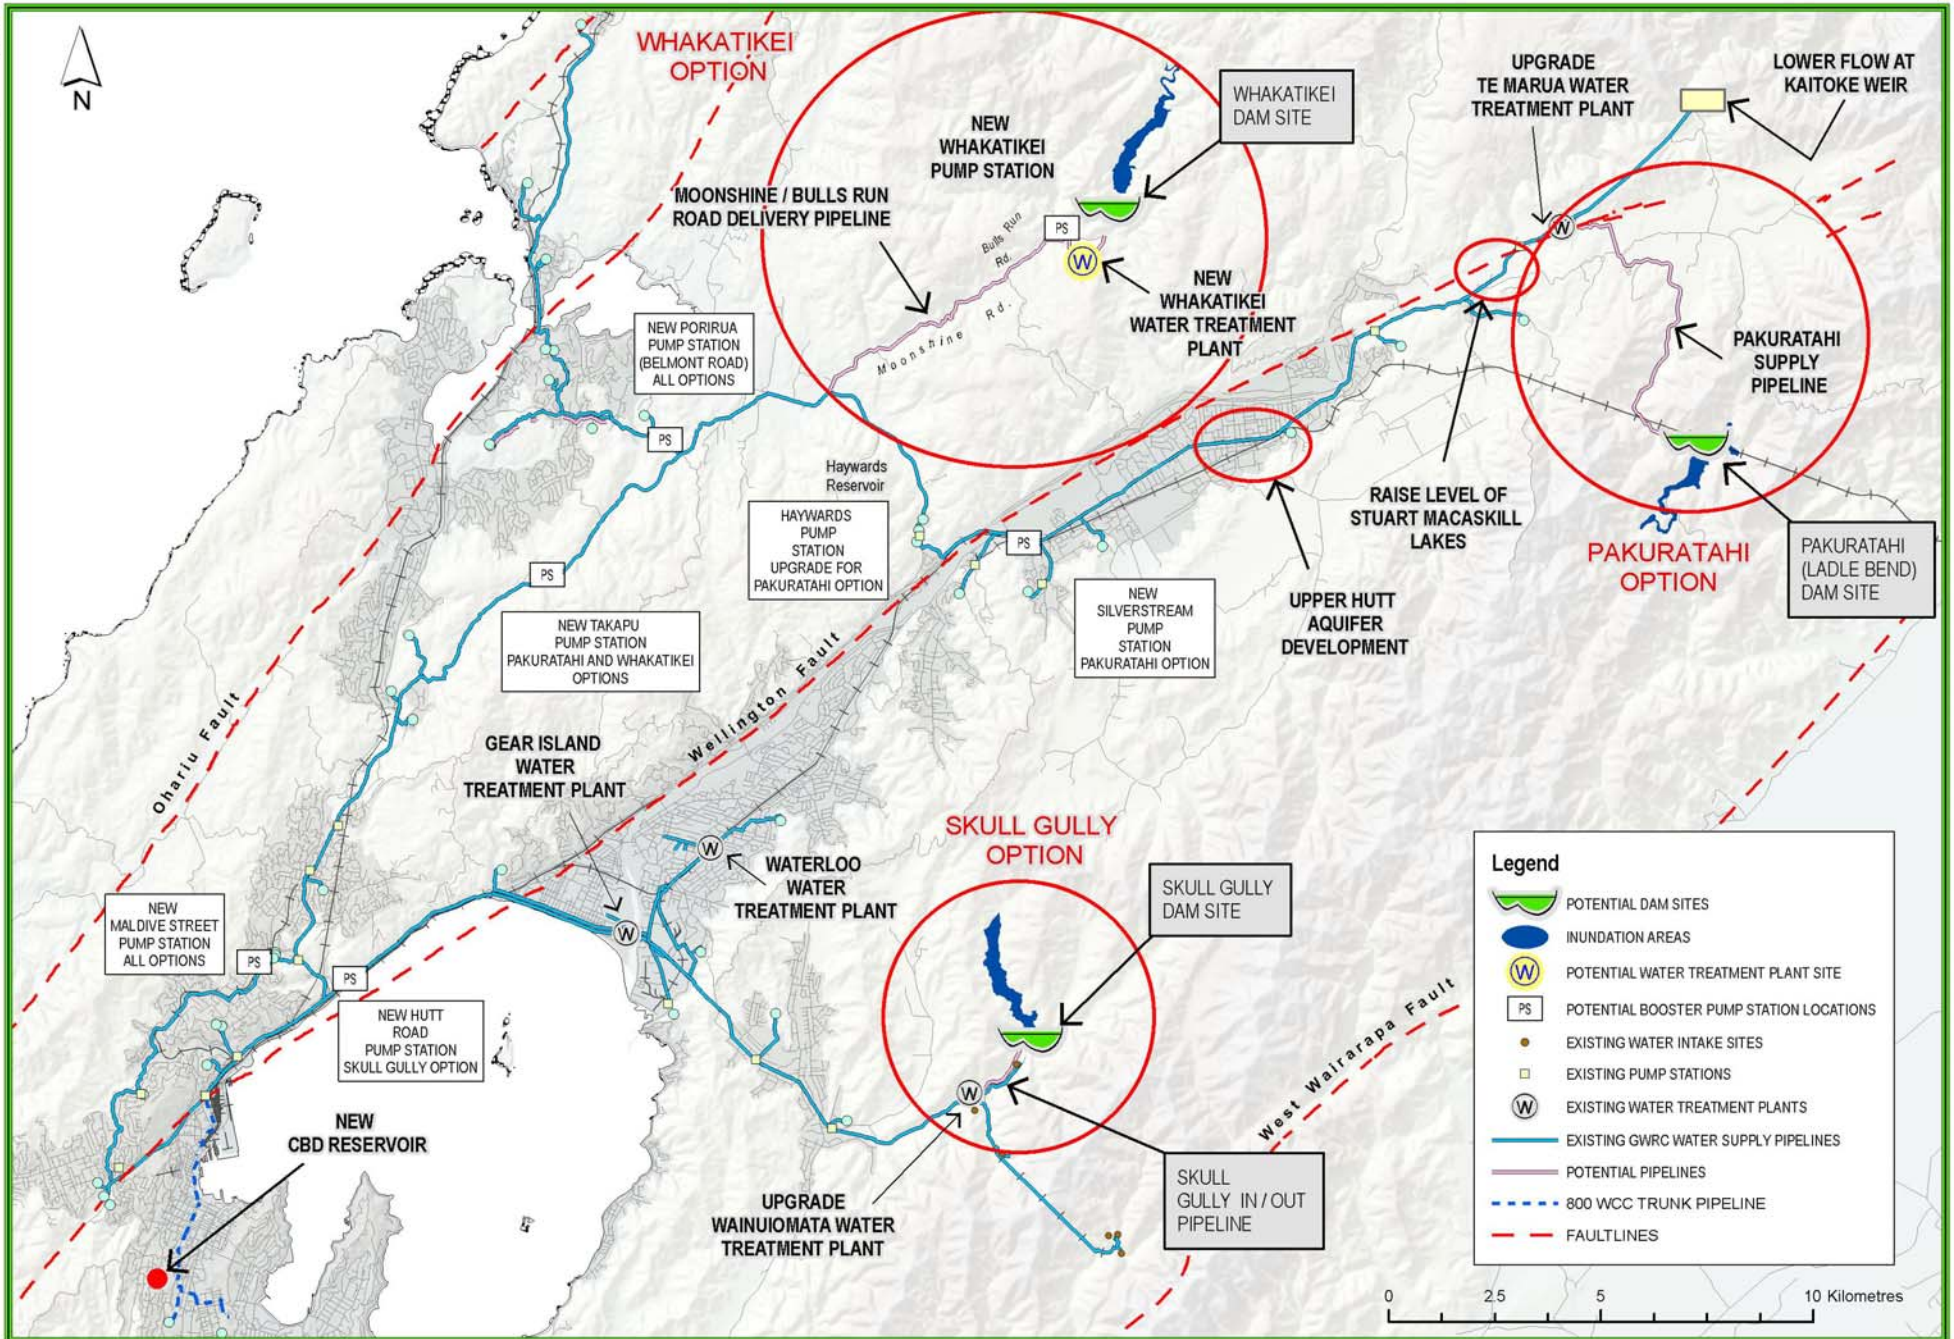 N
WHAKATIKEI
OPTION
NEW
WHAKATIKEI
PUMP STATION
WHAKATIKEI
DAM SITE
UPGRADE
TE MARUA WATER
TREATMENT PLANT
LOWER FLOW AT
KAITOKE WEIR
MOONSHINE / BULLS RUN
ROAD DELIVERY PIPELINE
Bulls Run
Rd.
PS
W
W
NEW
WHAKATIKEI
WATER TREATMENT
PLANT
Moonshine Rd.
NEW PORIRUA
PUMP STATION
(BELMONT ROAD)
ALL OPTIONS
PS
PAKURATAHI
SUPPLY
PIPELINE
Haywards
Reservoir
HAYWARDS
PUMP
STATION
UPGRADE FOR
PAKURATAHI OPTION
PS
PS
RAISE LEVEL OF
STUART MACASKILL
LAKES
PAKURATAHI
OPTION
PAKURATAHI
(LADLE BEND)
DAM SITE
NEW
SILVERSTREAM
PUMP
STATION
PAKURATAHI OPTION
UPPER HUTT
AQUIFER
DEVELOPMENT
NEW TAKAPU
PUMP STATION
PAKURATAHI AND WHAKATIKEI
OPTIONS
Ohariu Fault
Wellington Fault
GEAR ISLAND
WATER
TREATMENT PLANT
W
WATERLOO
WATER
TREATMENT PLANT
W
SKULL GULLY
OPTION
SKULL GULLY
DAM SITE
NEW
MALDIVE STREET
PUMP STATION
ALL OPTIONS
PS
PS
NEW HUTT
ROAD
PUMP STATION
SKULL GULLY OPTION
NEW
CBD RESERVOIR
W
West Wairarapa Fault
UPGRADE
WAINUIOMATA WATER
TREATMENT PLANT
SKULL
GULLY IN / OUT
PIPELINE
Legend
POTENTIAL DAM SITES
INUNDATION AREAS
W POTENTIAL WATER TREATMENT PLANT SITE
PS POTENTIAL BOOSTER PUMP STATION LOCATIONS
EXISTING WATER INTAKE SITES
EXISTING PUMP STATIONS
W EXISTING WATER TREATMENT PLANTS
EXISTING GWRC WATER SUPPLY PIPELINES
POTENTIAL PIPELINES
800 WCC TRUNK PIPELINE
FAULTLINES
0 2.5 5 10 Kilometres